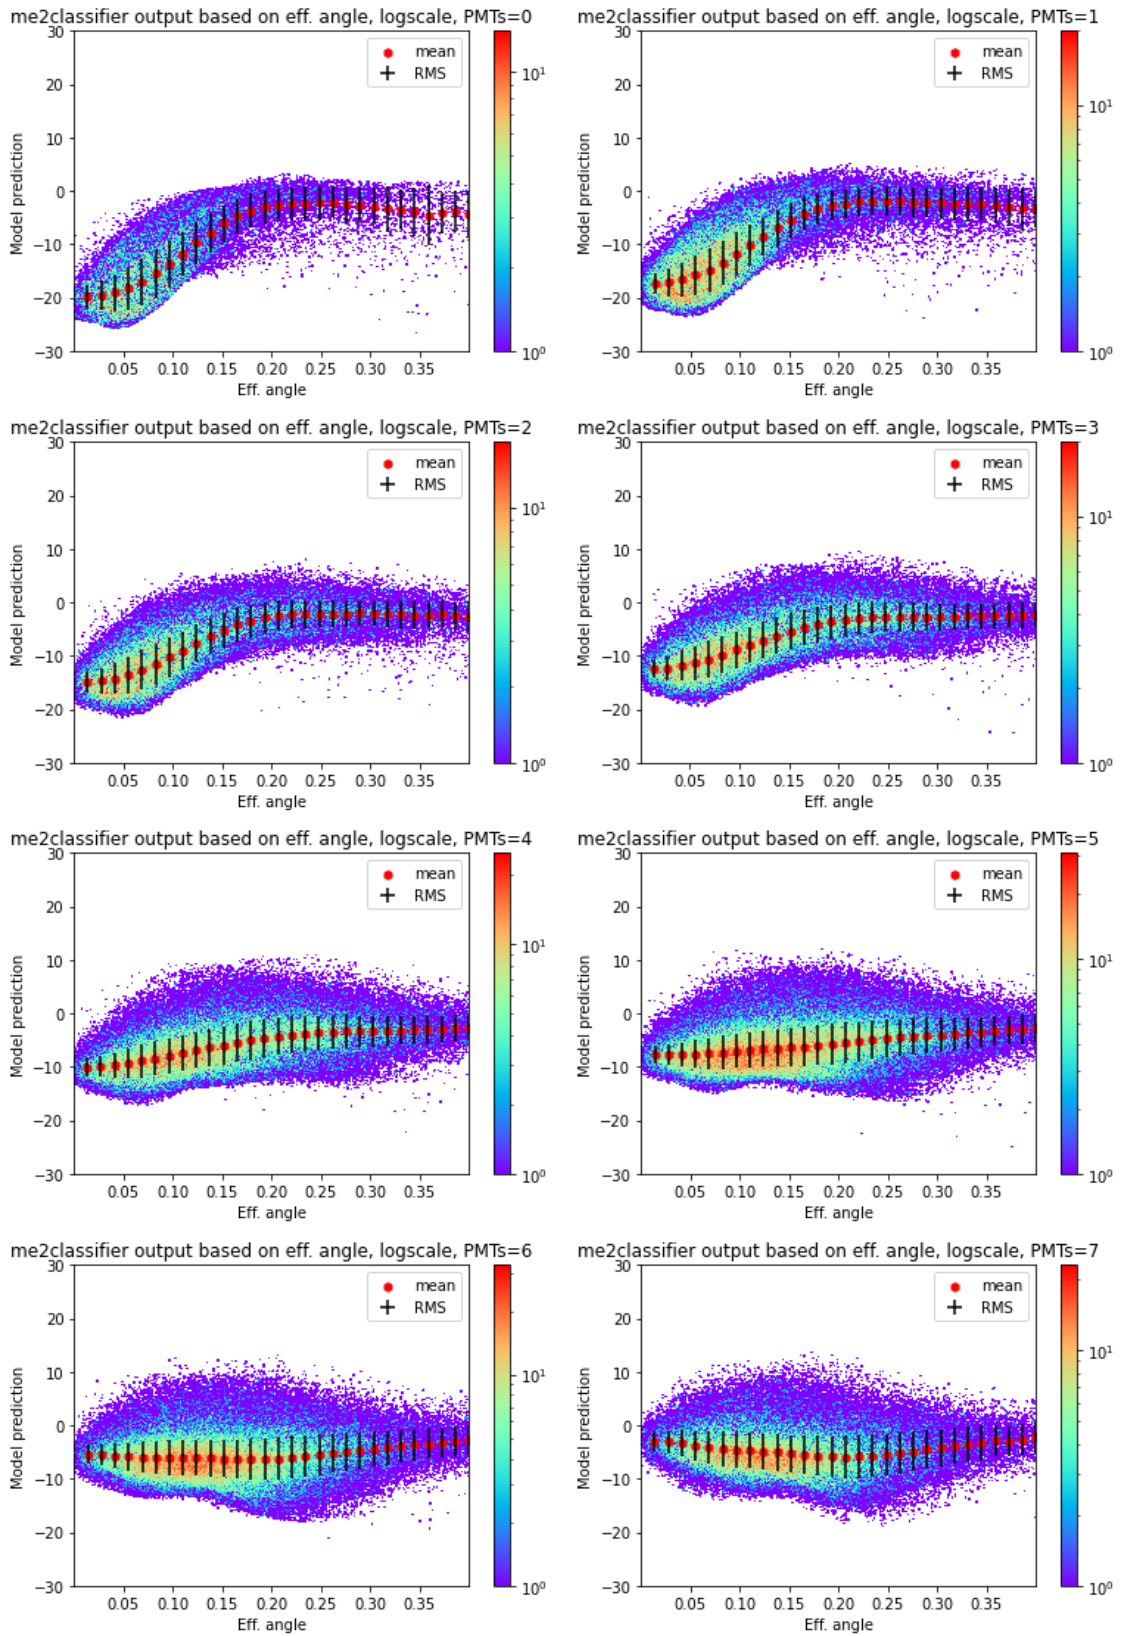 me2classifier output based on eff. angle, logscale, PMTs=0
30
20
10
0
−10
−20
−30
Model prediction
mean
RMS
0.05 0.10 0.15 0.20 0.25 0.30 0.35
Eff. angle
10¹
10⁰
me2classifier output based on eff. angle, logscale, PMTs=1
30
20
10
0
−10
−20
−30
Model prediction
mean
RMS
0.05 0.10 0.15 0.20 0.25 0.30 0.35
Eff. angle
10¹
10⁰
me2classifier output based on eff. angle, logscale, PMTs=2
30
20
10
0
−10
−20
−30
Model prediction
mean
RMS
0.05 0.10 0.15 0.20 0.25 0.30 0.35
Eff. angle
10¹
10⁰
me2classifier output based on eff. angle, logscale, PMTs=3
30
20
10
0
−10
−20
−30
Model prediction
mean
RMS
0.05 0.10 0.15 0.20 0.25 0.30 0.35
Eff. angle
10¹
10⁰
me2classifier output based on eff. angle, logscale, PMTs=4
30
20
10
0
−10
−20
−30
Model prediction
mean
RMS
0.05 0.10 0.15 0.20 0.25 0.30 0.35
Eff. angle
10¹
10⁰
me2classifier output based on eff. angle, logscale, PMTs=5
30
20
10
0
−10
−20
−30
Model prediction
mean
RMS
0.05 0.10 0.15 0.20 0.25 0.30 0.35
Eff. angle
10¹
10⁰
me2classifier output based on eff. angle, logscale, PMTs=6
30
20
10
0
−10
−20
−30
Model prediction
mean
RMS
0.05 0.10 0.15 0.20 0.25 0.30 0.35
Eff. angle
10¹
10⁰
me2classifier output based on eff. angle, logscale, PMTs=7
30
20
10
0
−10
−20
−30
Model prediction
mean
RMS
0.05 0.10 0.15 0.20 0.25 0.30 0.35
Eff. angle
10¹
10⁰